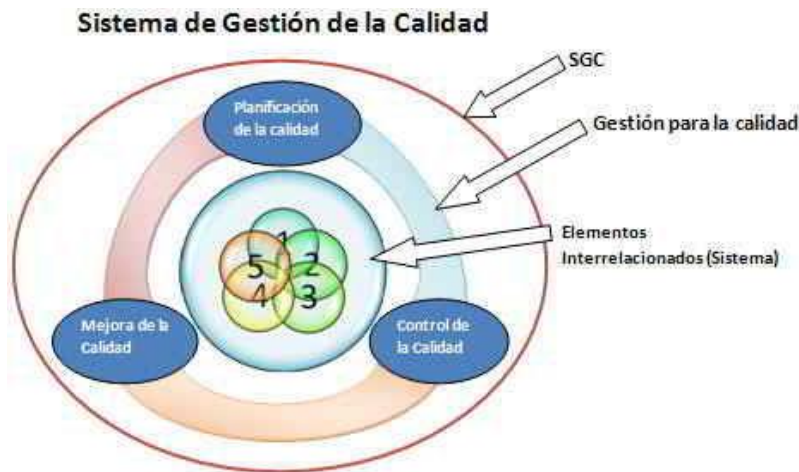 Sistema de Gestión de la Calidad
SGC
Planificación
de la calidad
Gestión para la calidad
1
5
2
4
3
Elementos
Interrelacionados (Sistema)
Mejora de la
Calidad
Control de
la Calidad